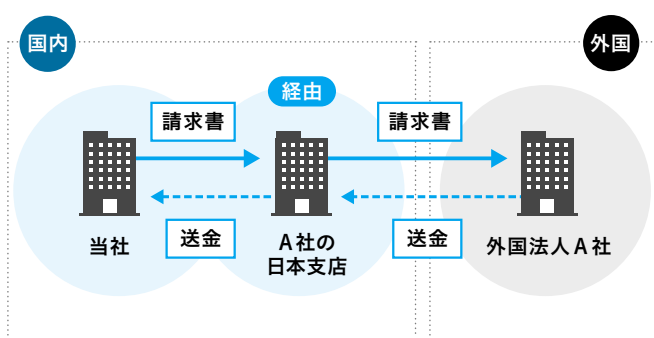 国内
外国
経由
請求書
請求書
送金
送金
当社
A社の
日本支店
外国法人A社